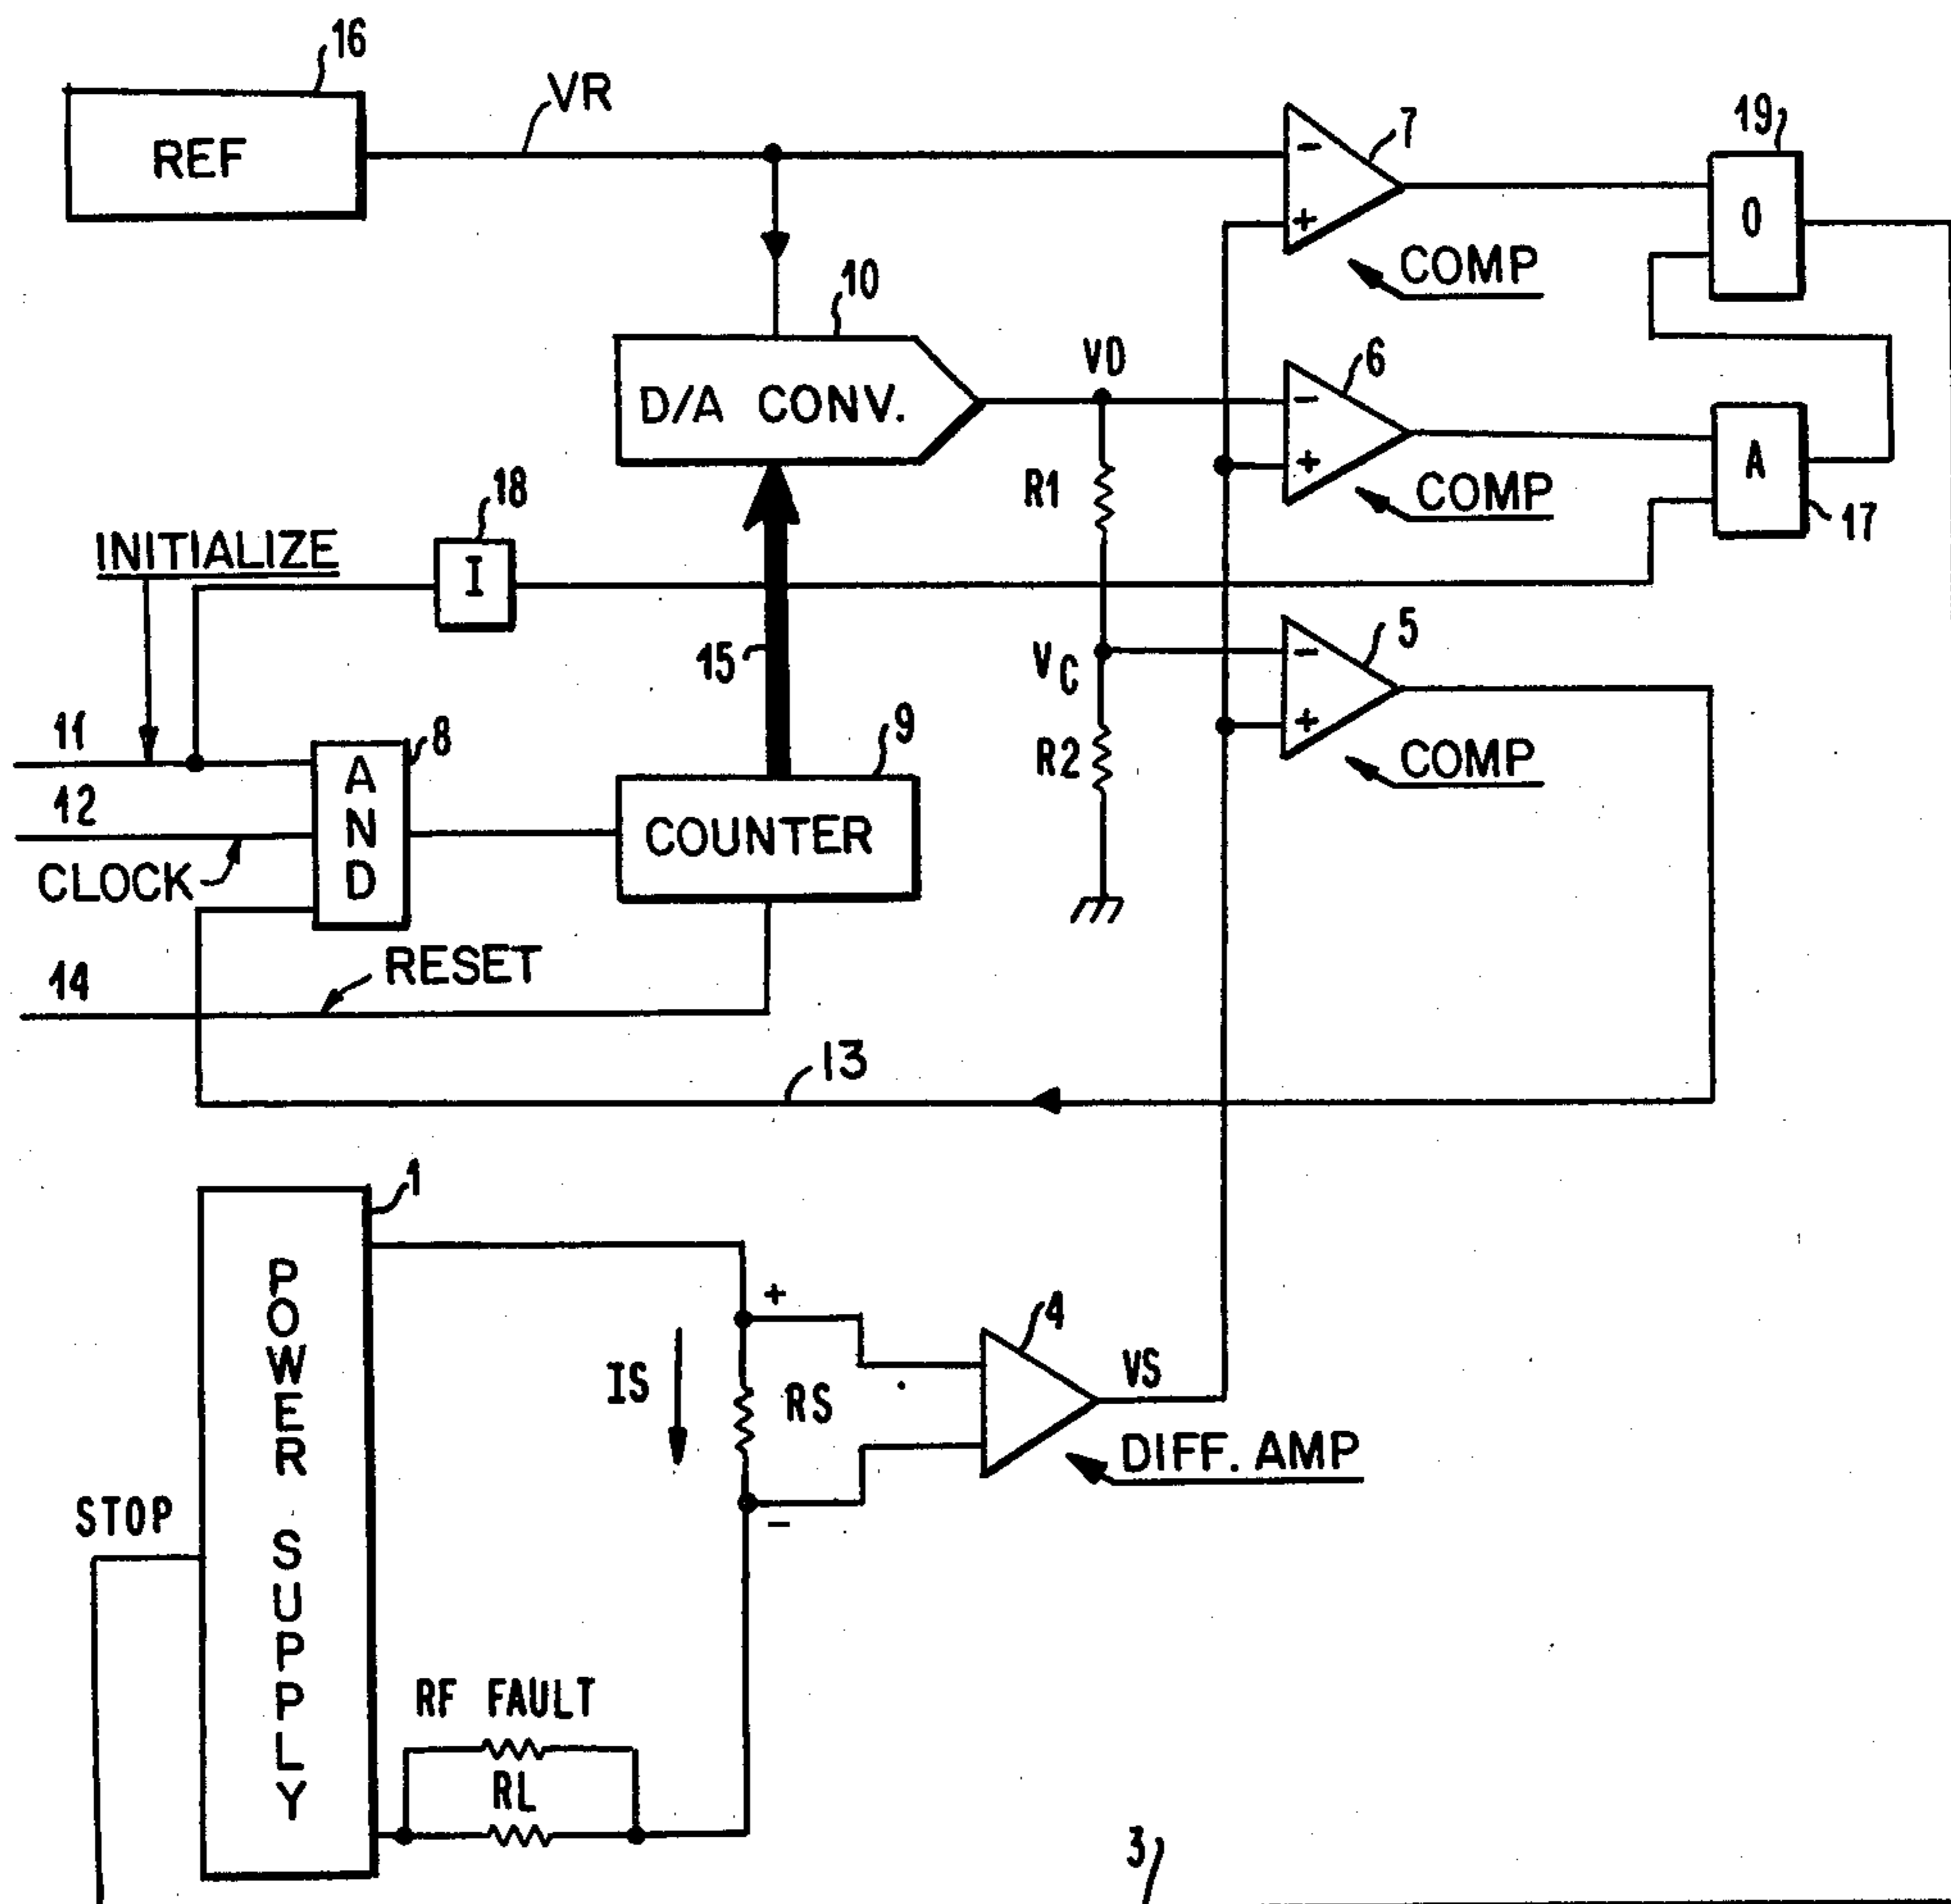 16
REF
VR
7
19
-
+
O
COMP
10
D/A CONV.
VD
6
-
+
A
COMP
17
R1
18
INITIALIZE
I
15
VC
5
-
+
R2
COMP
11
8
9
AND
12
COUNTER
CLOCK
14
RESET
13
1
POWER SUPPLY
+
4
IS
RS
VS
DIFF. AMP
-
STOP
RF FAULT
RL
3